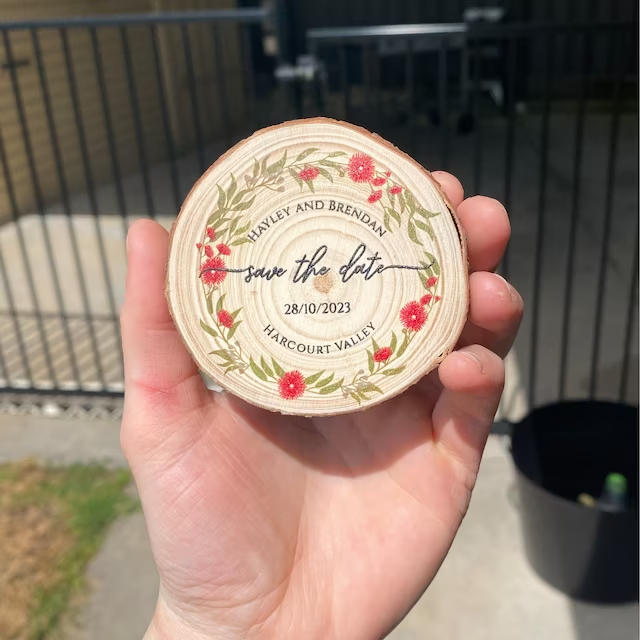 HAYLEY AND BRENDAN
save the date
28/10/2023
HARCOURT VALLEY